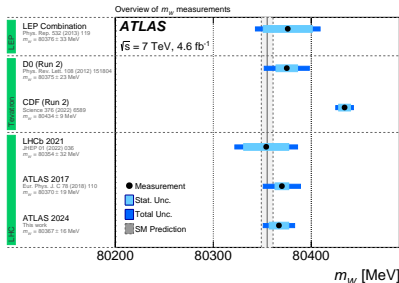 Overview of m_W measurements
LEP
LEP Combination
Phys. Rep. 532 (2013) 119
m_W = 80376 ± 33 MeV
ATLAS
√s = 7 TeV, 4.6 fb⁻¹
Tevatron
D0 (Run 2)
Phys. Rev. Lett. 108 (2012) 151804
m_W = 80375 ± 23 MeV
CDF (Run 2)
Science 376 (2022) 6589
m_W = 80434 ± 9 MeV
LHC
LHCb 2021
JHEP 01 (2022) 036
m_W = 80354 ± 32 MeV
ATLAS 2017
Eur. Phys. J. C 78 (2018) 110
m_W = 80370 ± 19 MeV
ATLAS 2024
This work
m_W = 80367 ± 16 MeV
Measurement
Stat. Unc.
Total Unc.
SM Prediction
80200 80300 80400
m_W [MeV]